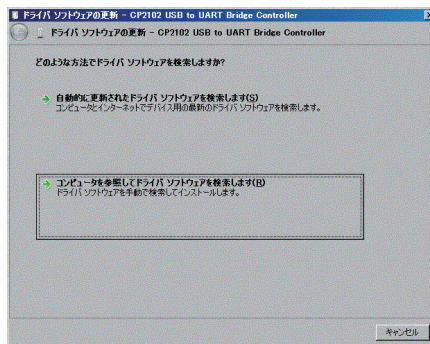 ドライバ ソフトウェアの更新 - CP2102 USB to UART Bridge Controller
ドライバ ソフトウェアの更新 - CP2102 USB to UART Bridge Controller
どのような方法でドライバ ソフトウェアを検索しますか?
自動的に更新されたドライバ ソフトウェアを検索します(S)
コンピュータとインターネットでデバイス用の最新のドライバ ソフトウェアを検索します。
コンピュータを参照してドライバ ソフトウェアを検索します(R)
ドライバ ソフトウェアを手動で検索してインストールします。
キャンセル